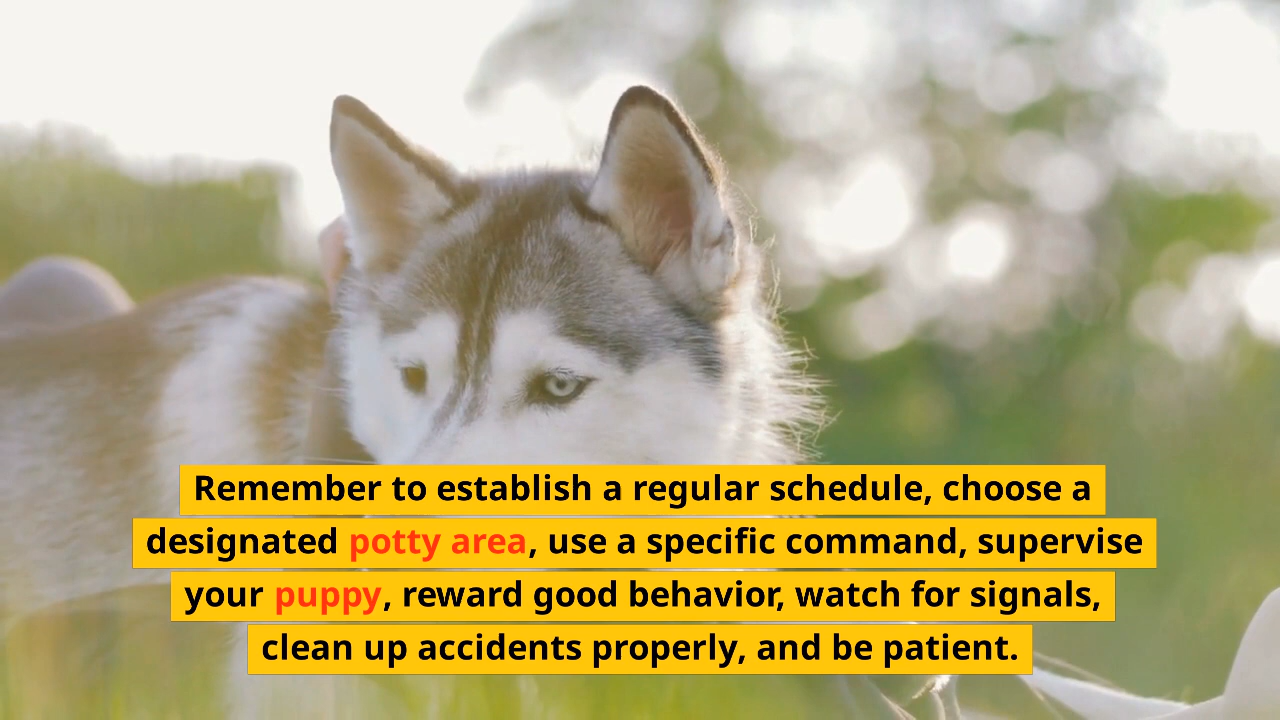 Remember to establish a regular schedule, choose a
designated potty area, use a specific command, supervise
your puppy, reward good behavior, watch for signals,
clean up accidents properly, and be patient.